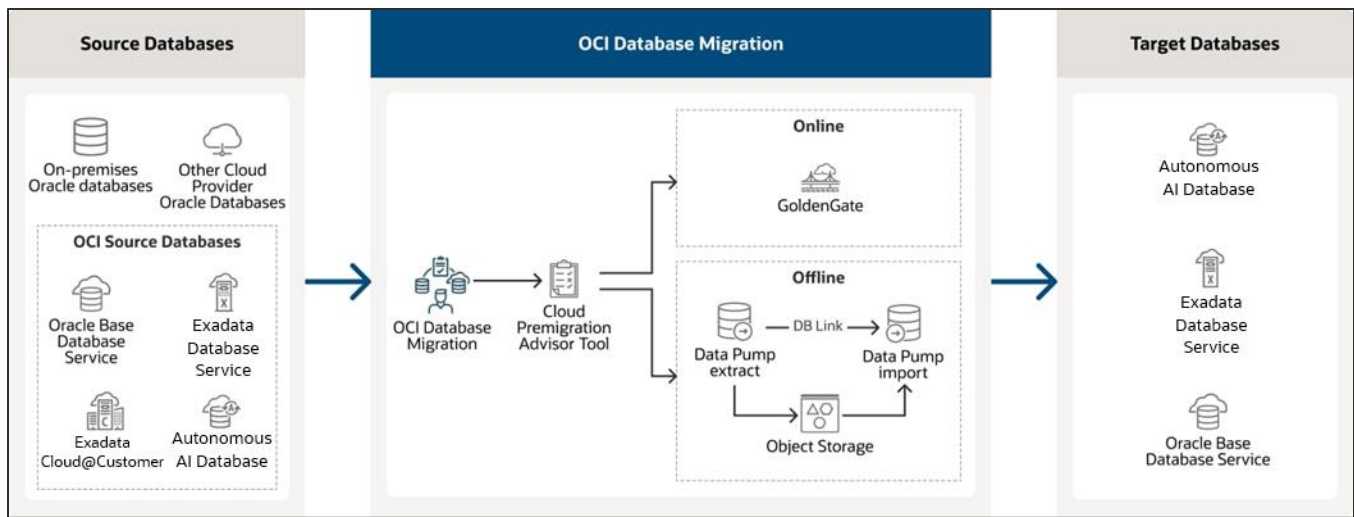 Source Databases
OCI Database Migration
Target Databases
On-premises
Oracle databases
Other Cloud
Provider
Oracle Databases
OCI Source Databases
Oracle Base
Database
Service
X
Exadata
Database
Service
C
Exadata
Cloud@Customer
A
Autonomous
AI Database
OCI Database
Migration
Cloud
Premigration
Advisor Tool
Online
GoldenGate
Offline
Data Pump
extract
DB Link
Data Pump
import
Object Storage
A
Autonomous
AI Database
X
Exadata
Database
Service
Oracle Base
Database Service